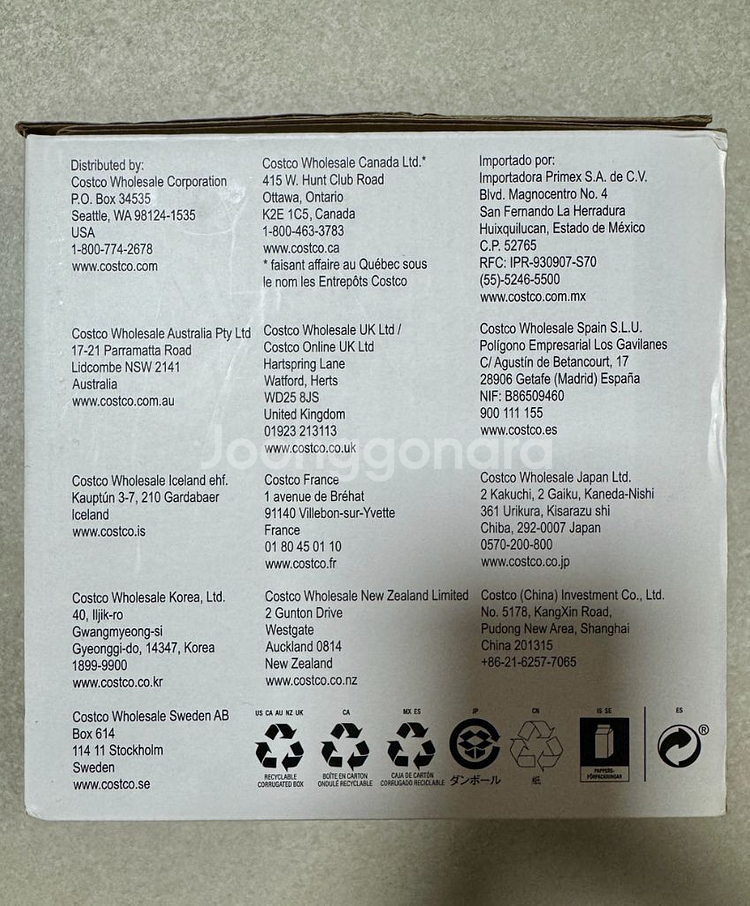 Distributed by:
Costco Wholesale Corporation
P.O. Box 34535
Seattle, WA 98124-1535
USA
1-800-774-2678
www.costco.com
Costco Wholesale Canada Ltd.*
415 W. Hunt Club Road
Ottawa, Ontario
K2E 1C5, Canada
1-800-463-3783
www.costco.ca
* faisant affaire au Québec sous
le nom les Entrepôts Costco
Importado por:
Importadora Primex S.A. de C.V.
Blvd. Magnocentro No. 4
San Fernando La Herradura
Huixquilucan, Estado de México
C.P. 52765
RFC: IPR-930907-S70
(55)-5246-5500
www.costco.com.mx
Costco Wholesale Australia Pty Ltd
17-21 Parramatta Road
Lidcombe NSW 2141
Australia
www.costco.com.au
Costco Wholesale UK Ltd /
Costco Online UK Ltd
Hartspring Lane
Watford, Herts
WD25 8JS
United Kingdom
01923 213113
www.costco.co.uk
Costco Wholesale Spain S.L.U.
Polígono Empresarial Los Gavilanes
C/ Agustín de Betancourt, 17
28906 Getafe (Madrid) España
NIF: B86509460
900 111 155
www.costco.es
Joonggonara
Costco Wholesale Iceland ehf.
Kauptún 3-7, 210 Gardabaer
Iceland
www.costco.is
Costco France
1 avenue de Bréhat
91140 Villebon-sur-Yvette
France
01 80 45 01 10
www.costco.fr
Costco Wholesale Japan Ltd.
2 Kakuchi, 2 Gaiku, Kaneda-Nishi
361 Urikura, Kisarazu shi
Chiba, 292-0007 Japan
0570-200-800
www.costco.co.jp
Costco Wholesale Korea, Ltd.
40, Iljik-ro
Gwangmyeong-si
Gyeonggi-do, 14347, Korea
1899-9900
www.costco.co.kr
Costco Wholesale New Zealand Limited
2 Gunton Drive
Westgate
Auckland 0814
New Zealand
www.costco.co.nz
Costco (China) Investment Co., Ltd.
No. 5178, KangXin Road,
Pudong New Area, Shanghai
China 201315
+86-21-6257-7065
Costco Wholesale Sweden AB
Box 614
114 11 Stockholm
Sweden
www.costco.se
US CA AU NZ UK
RECYCLABLE
CORRUGATED BOX
CA
BOÎTE EN CARTON
ONDULÉ RECYCLABLE
MX ES
CAJA DE CARTÓN
CORRUGADO RECICLABLE
JP
ダンボール
CN
纸
IS SE
PAPPERS-
FÖRPACKNINGAR
ES
®